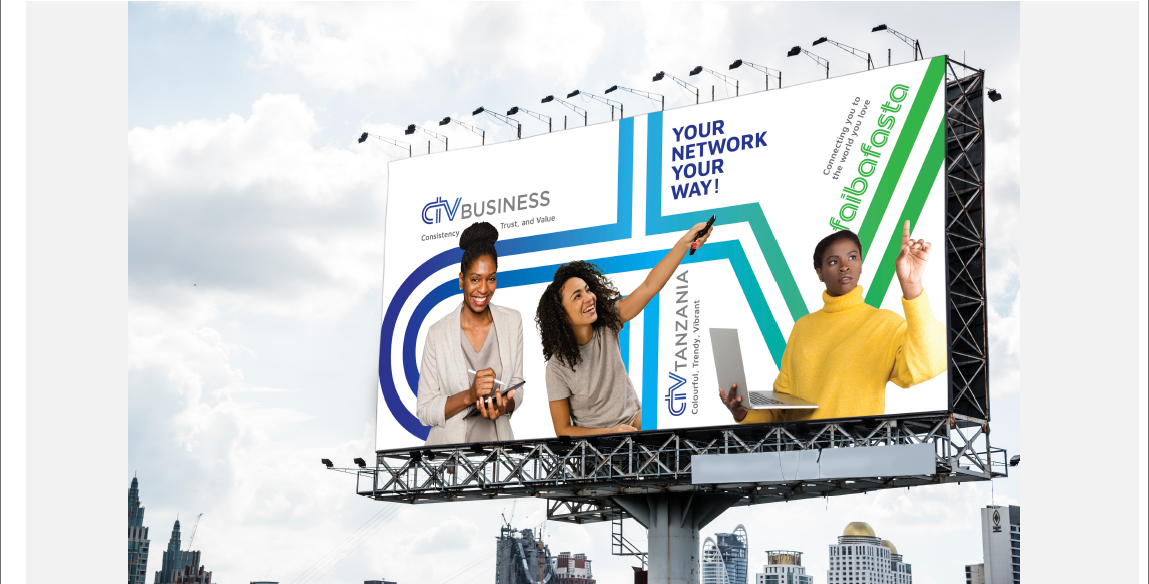 CTV BUSINESS
Consistency
Trust, and Value
YOUR
NETWORK
YOUR
WAY!
CTV TANZANIA
Colourful, Trendy, Vibrant
Connecting you to
the world you love
faibafasta